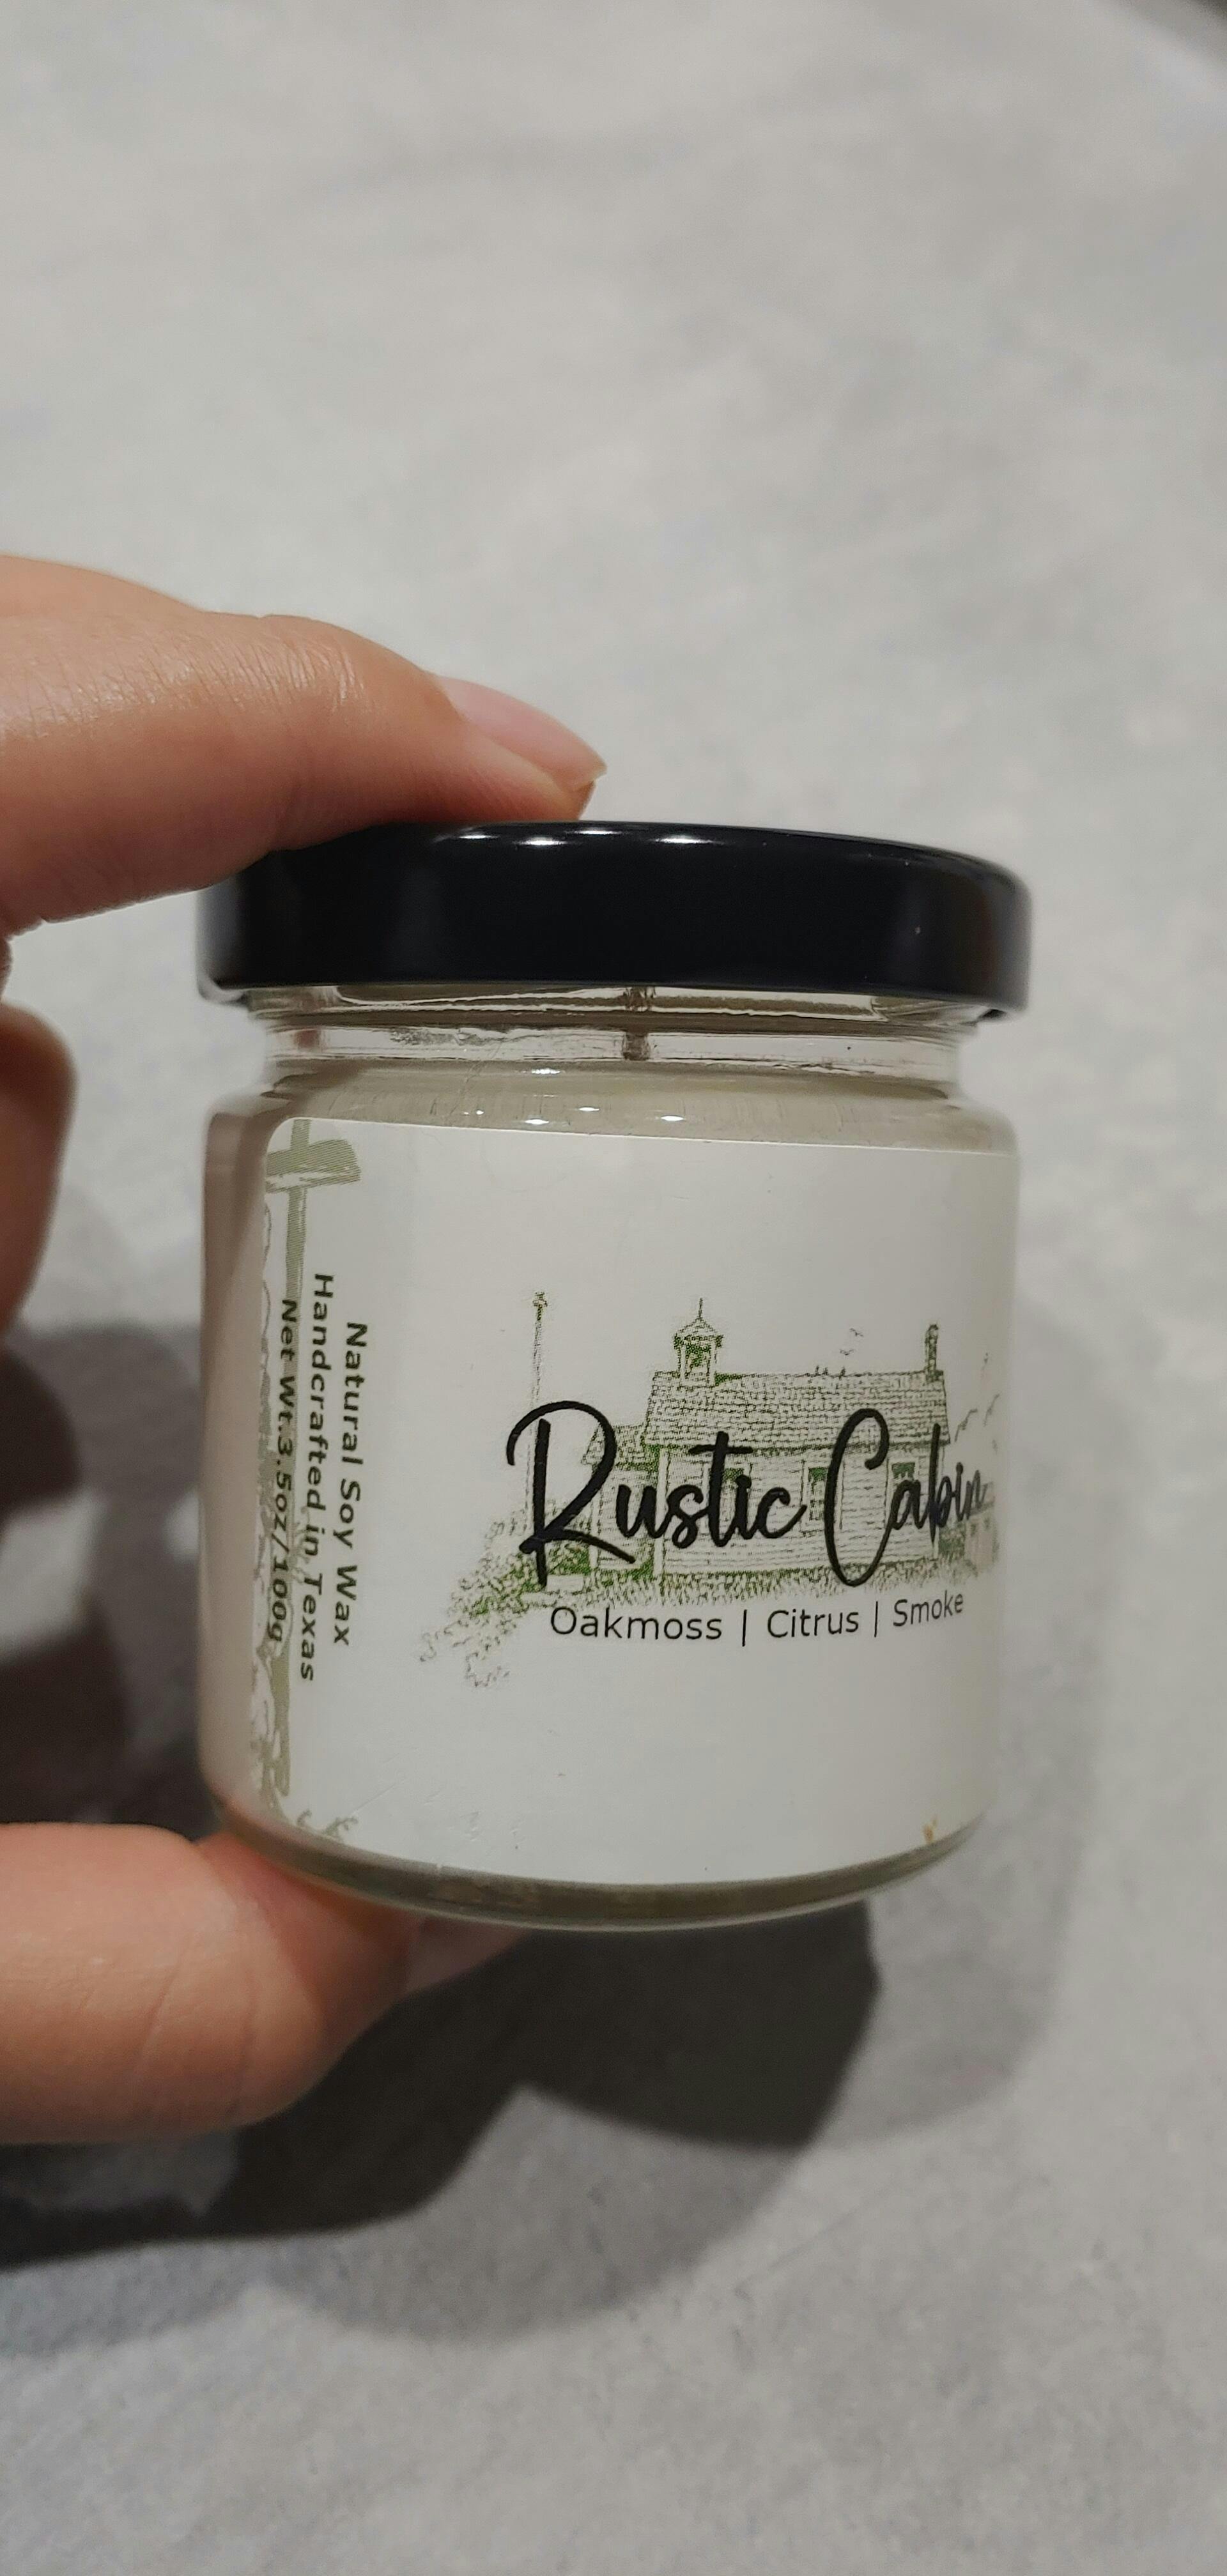 Rustic Cabin
Oakmoss | Citrus | Smoke
Natural Soy Wax
Handcrafted in Texas
Net Wt.3.5oz/100g